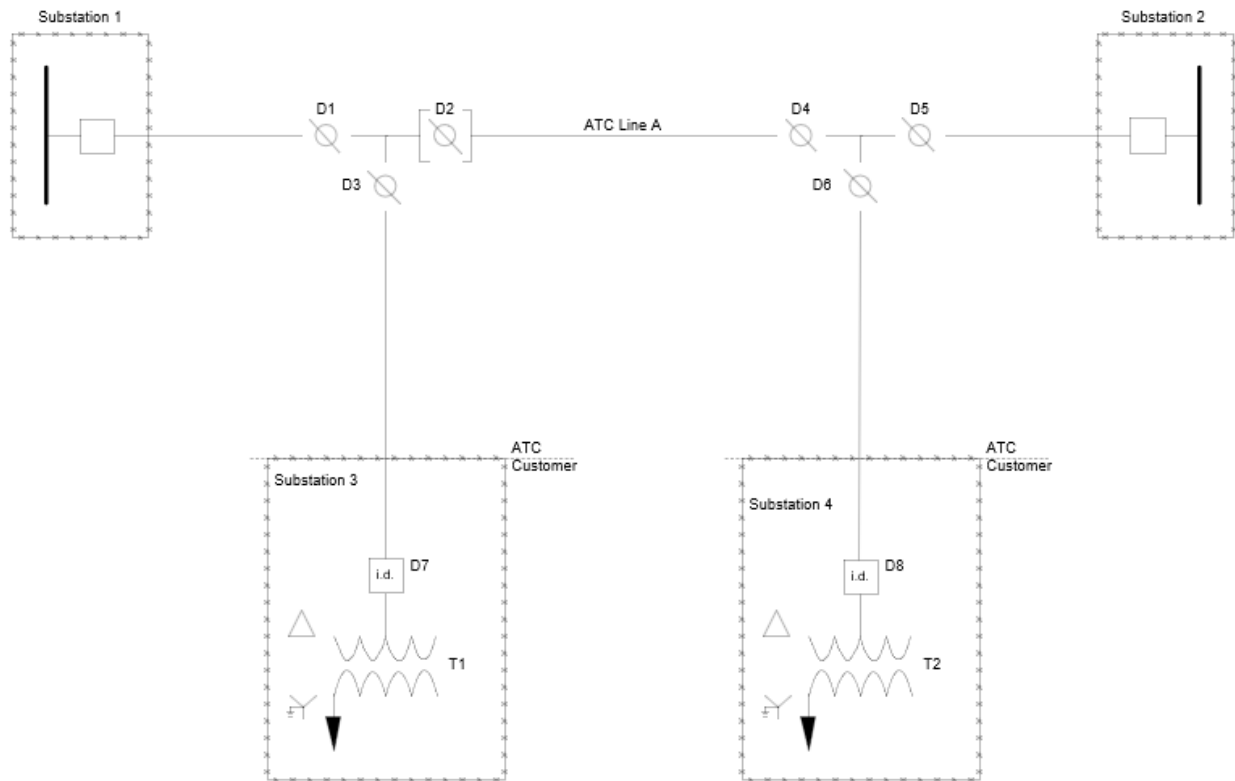 Substation 1
Substation 2
D1
D2
ATC Line A
D4
D5
D3
D6
ATC
Customer
ATC
Customer
Substation 3
Substation 4
i.d.
D7
i.d.
D8
T1
T2